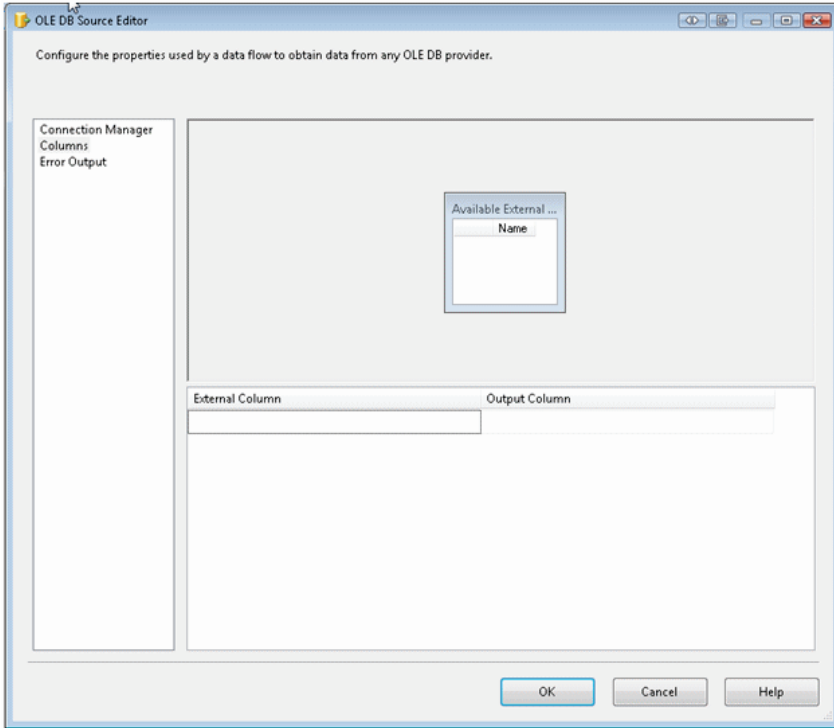 OLE DB Source Editor
Configure the properties used by a data flow to obtain data from any OLE DB provider.
Connection Manager
Columns
Error Output
Available External ...
Name
External Column
Output Column
OK
Cancel
Help